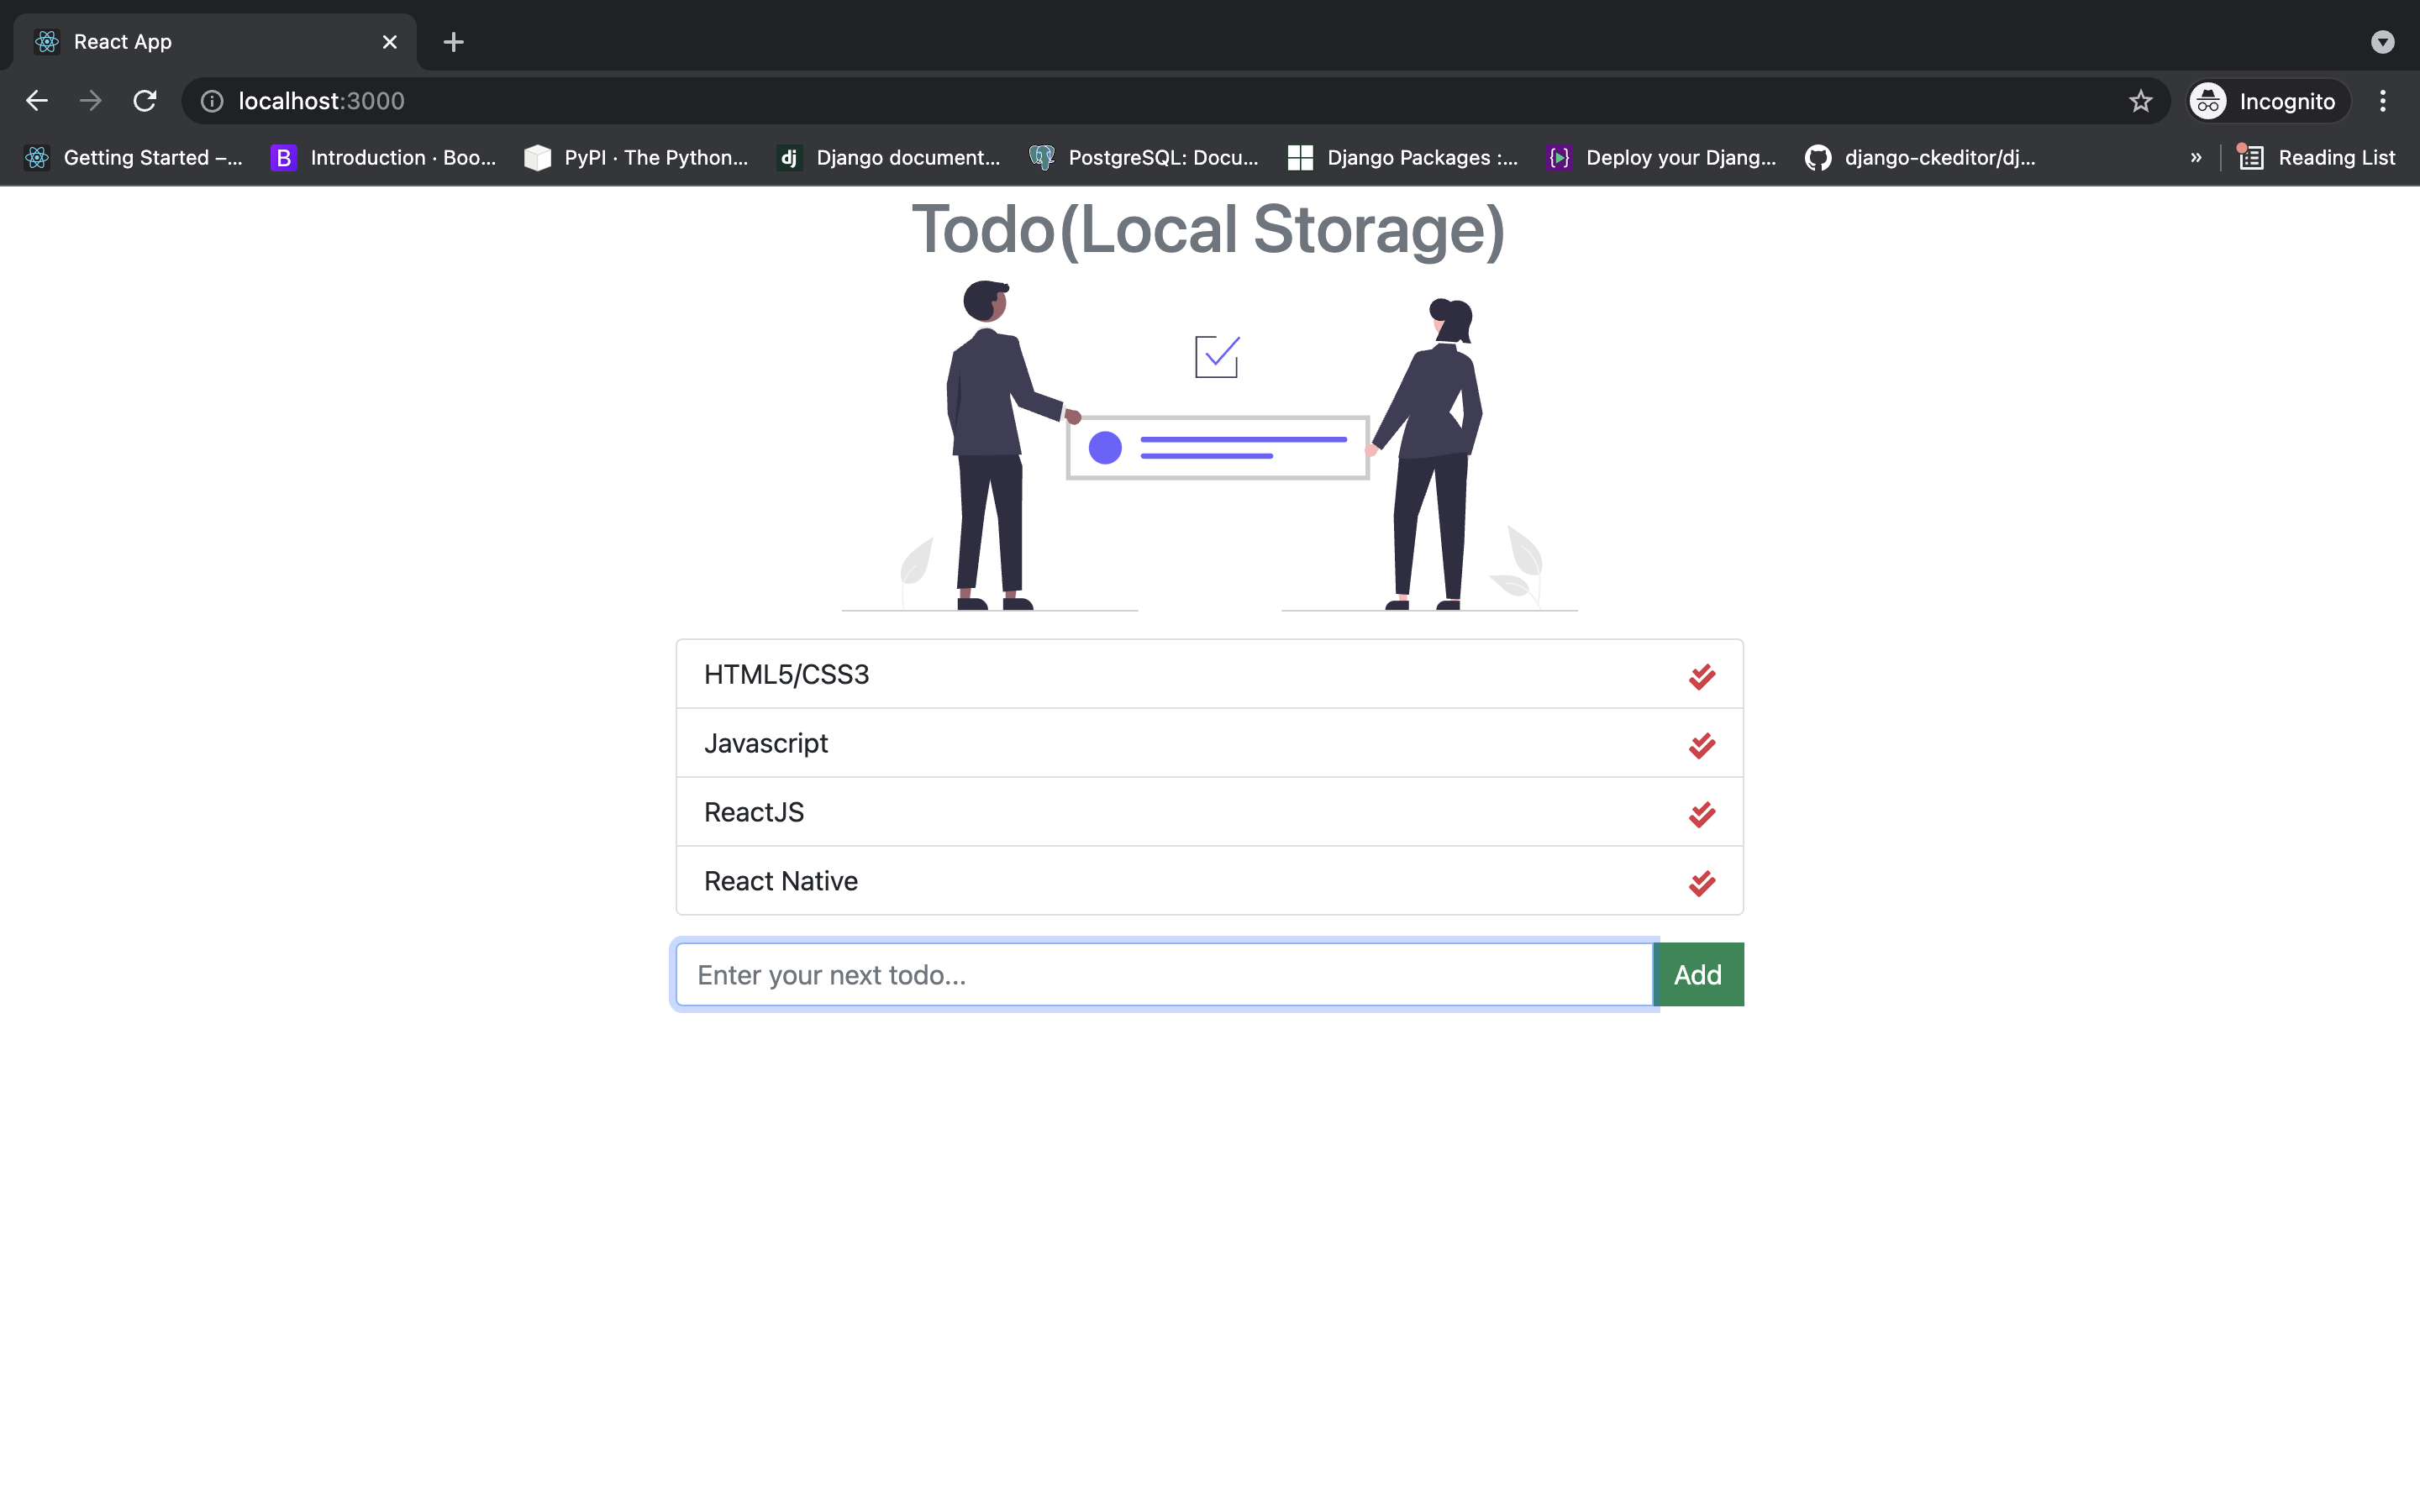 React App
localhost:3000
Incognito
Getting Started –...
B Introduction · Boo...
PyPI · The Python...
dj Django document...
PostgreSQL: Docu...
Django Packages :...
Deploy your Djang...
django-ckeditor/dj...
»
Reading List
Todo(Local Storage)
HTML5/CSS3
Javascript
ReactJS
React Native
Enter your next todo...
Add